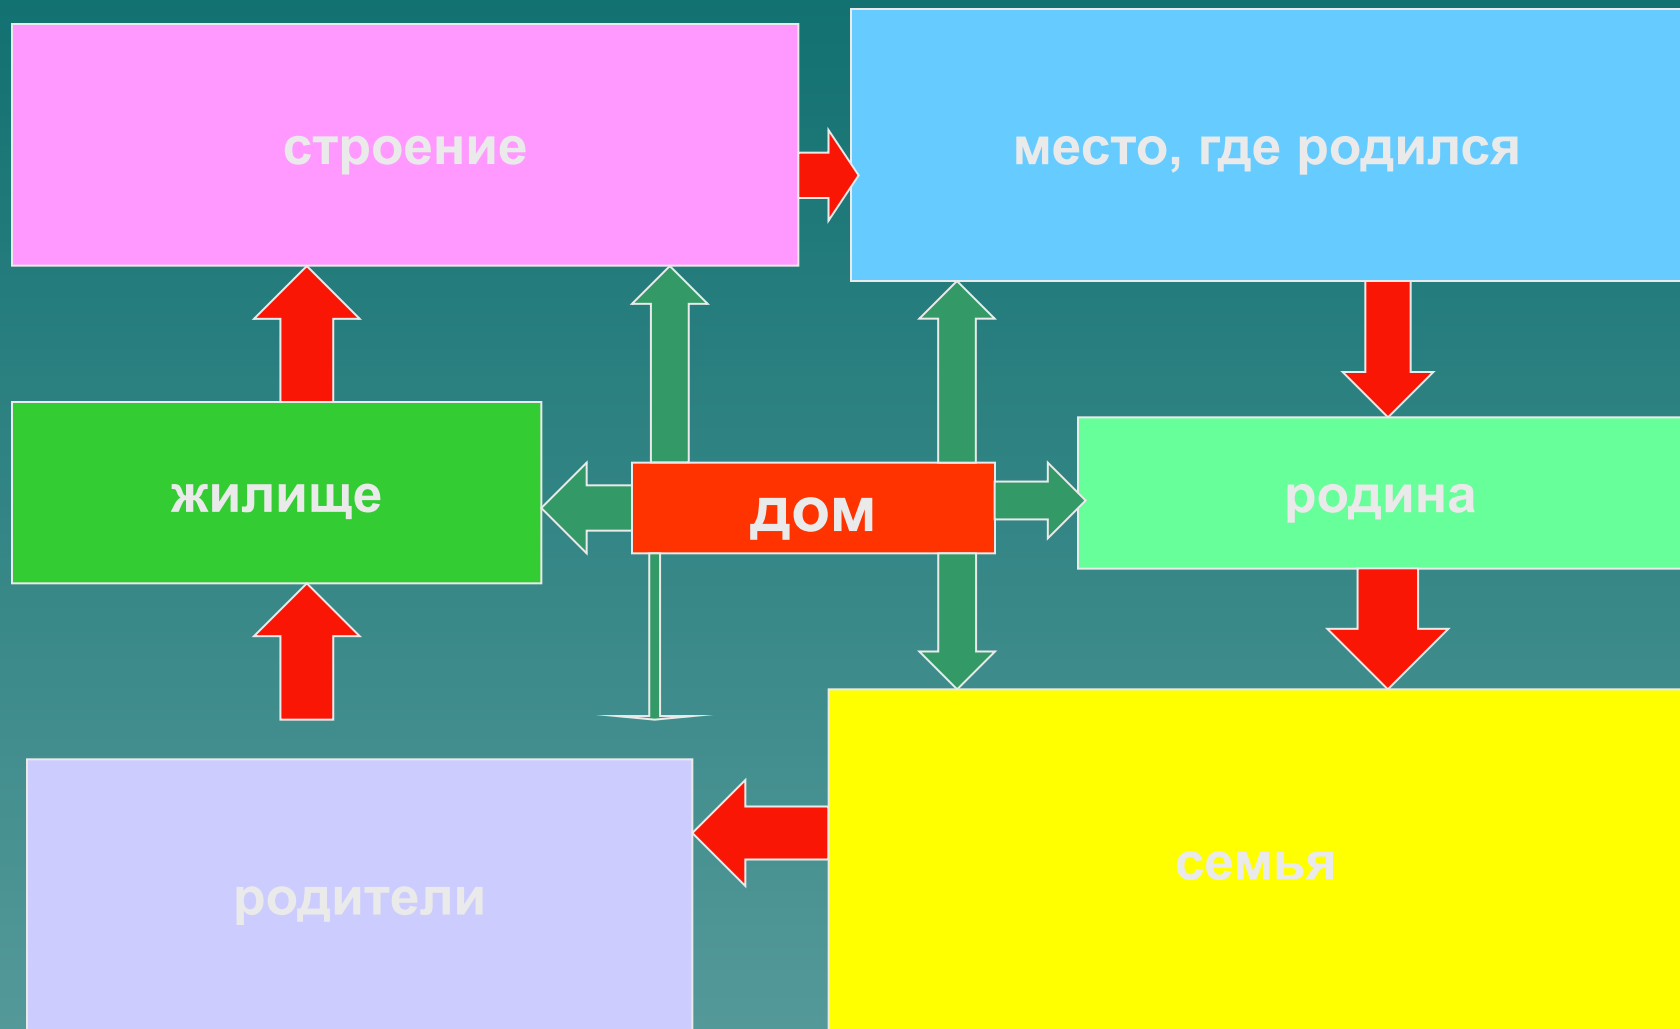 строение
место, где родился
жилище
дом
родина
родители
семья